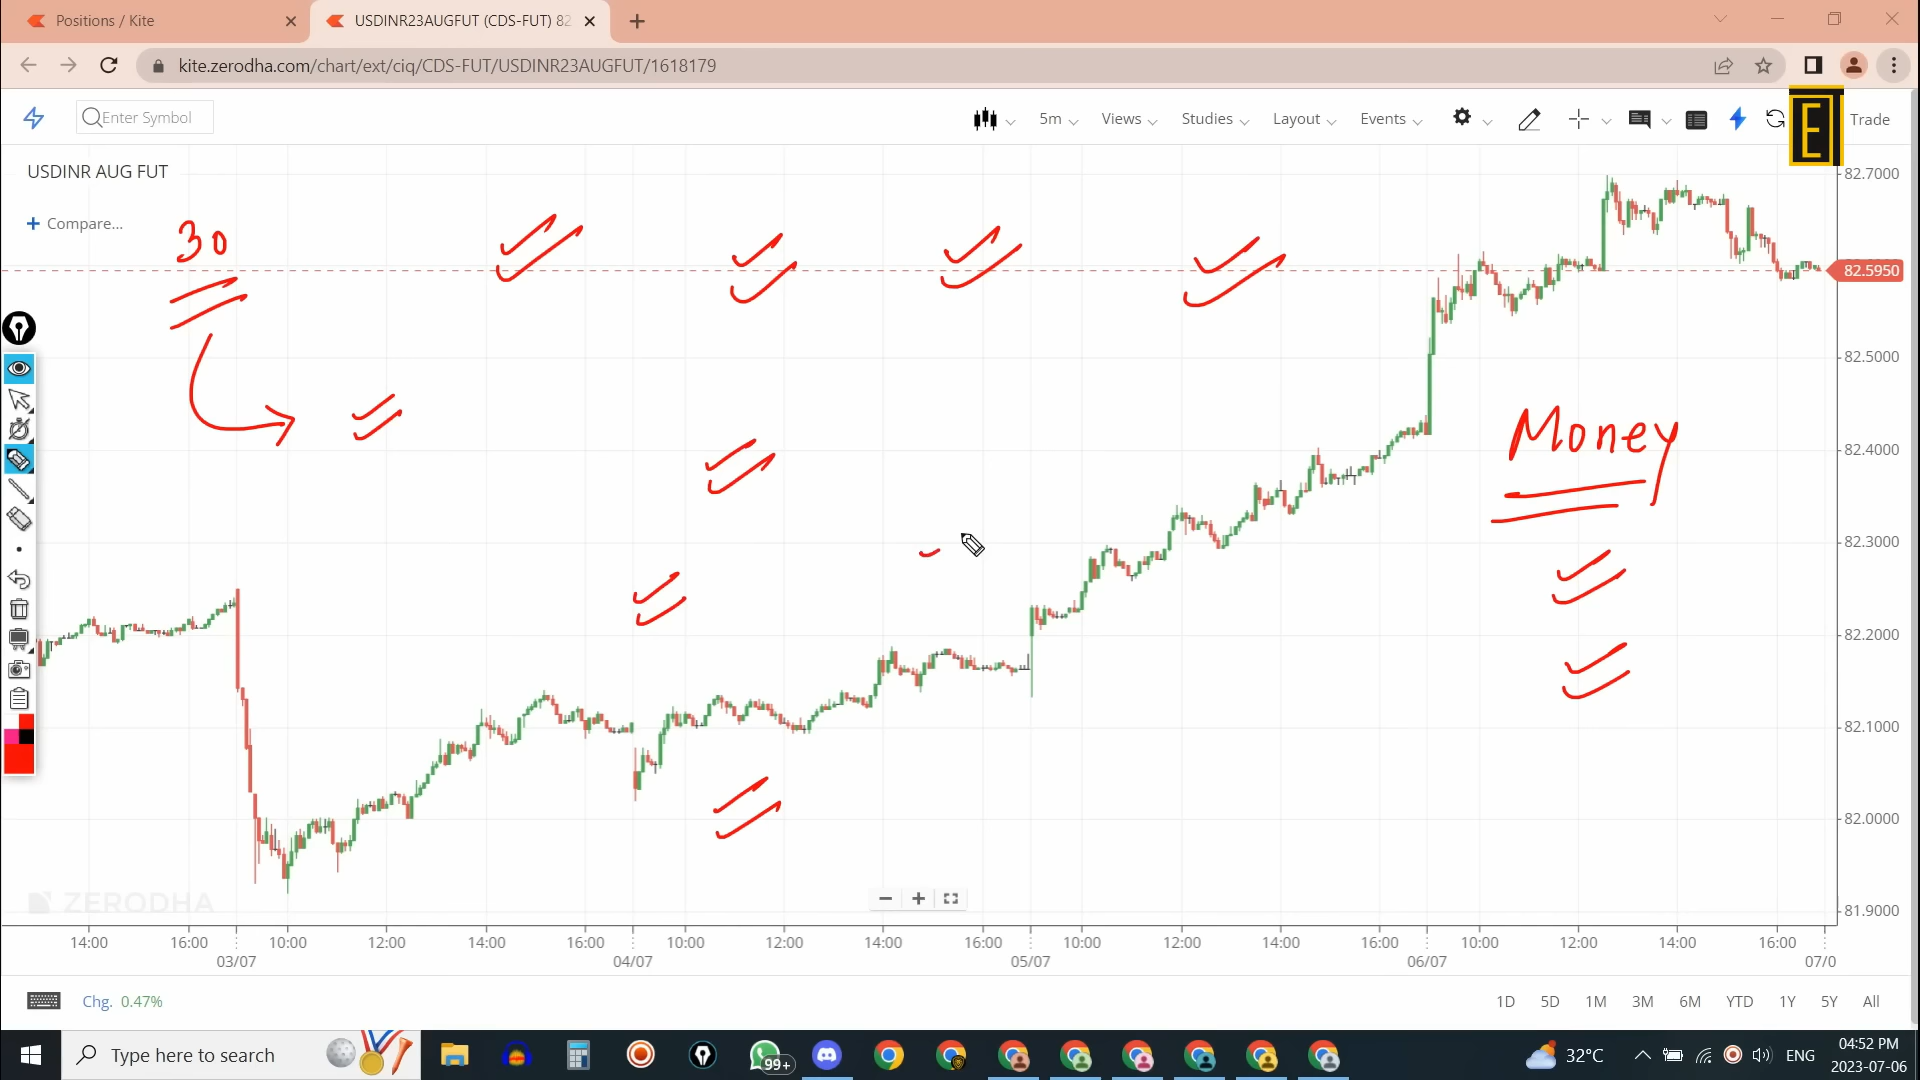 Positions / Kite
USDINR23AUGFUT (CDS-FUT) 82
kite.zerodha.com/chart/ext/ciq/CDS-FUT/USDINR23AUGFUT/1618179
Enter Symbol
5m
Views
Studies
Layout
Events
E
Trade
USDINR AUG FUT
Compare...
30
Money
82.7000
82.5950
82.5000
82.4000
82.3000
82.2000
82.1000
82.0000
81.9000
ZERODHA
14:00 16:00 10:00 12:00 14:00 16:00 10:00 12:00 14:00 16:00 10:00 12:00 14:00 16:00 10:00 12:00 14:00 16:00
03/07 04/07 05/07 06/07 07/0
Chg. 0.47%
1D 5D 1M 3M 6M YTD 1Y 5Y All
Type here to search
99+
32°C
ENG
04:52 PM
2023-07-06